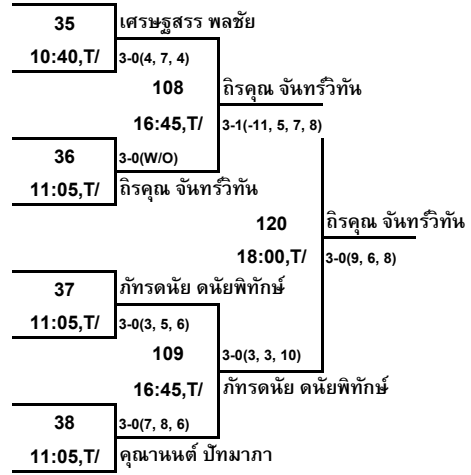 35
เศรษฐสรร พลชัย
10:40,T/
3-0(4, 7, 4)
108
ถิรคุณ จันทร์วิทัน
16:45,T/
3-1(-11, 5, 7, 8)
36
3-0(W/O)
11:05,T/
ถิรคุณ จันทร์วิทัน
120
ถิรคุณ จันทร์วิทัน
18:00,T/
3-0(9, 6, 8)
37
ภัทรดนัย ดนัยพิทักษ์
11:05,T/
3-0(3, 5, 6)
109
3-0(3, 3, 10)
16:45,T/
ภัทรดนัย ดนัยพิทักษ์
38
3-0(7, 8, 6)
11:05,T/
คุณานนต์ ปัทมาภา